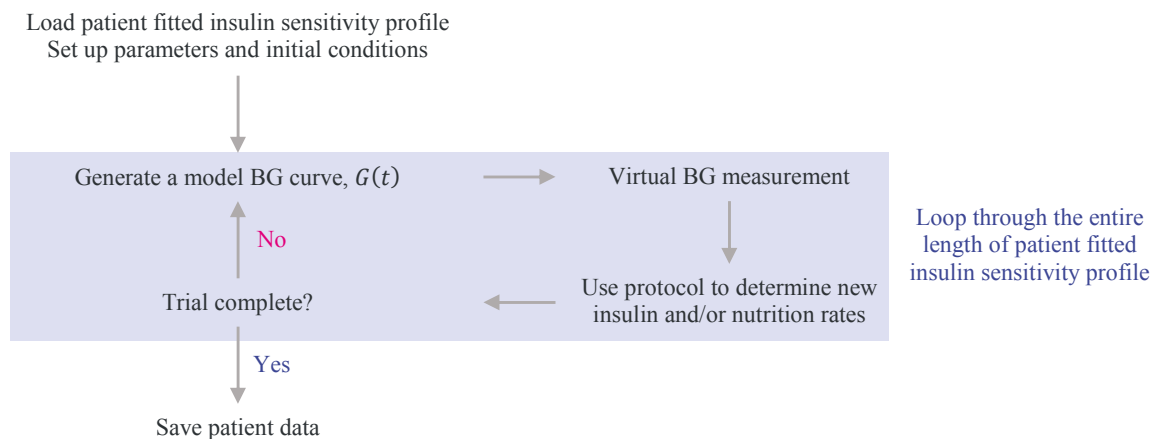 Load patient fitted insulin sensitivity profile
Set up parameters and initial conditions
Generate a model BG curve, G(t)
Virtual BG measurement
Use protocol to determine new
insulin and/or nutrition rates
Trial complete?
No
Yes
Save patient data
Loop through the entire
length of patient fitted
insulin sensitivity profile